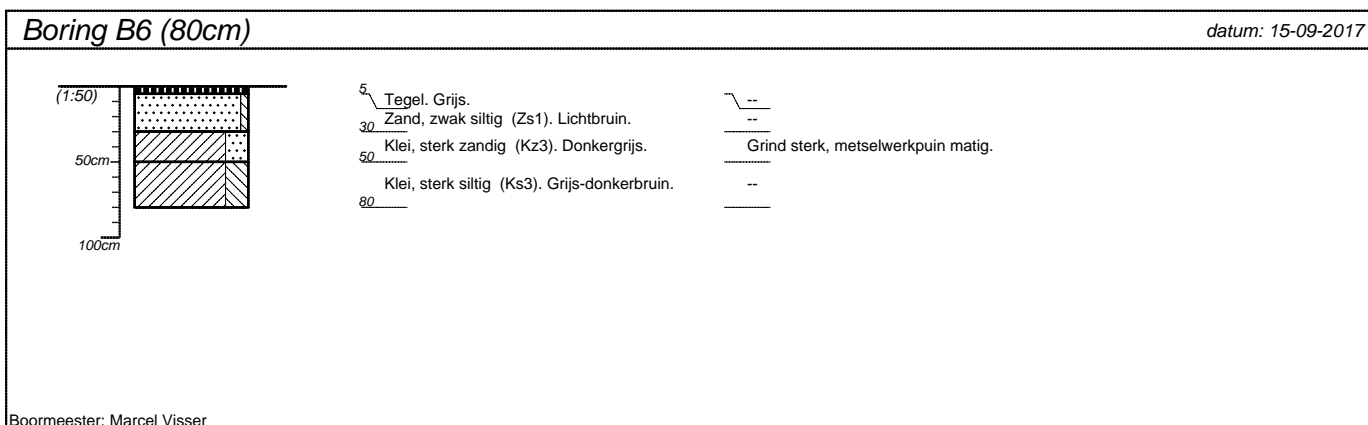 Boring B6 (80cm) datum: 15-09-2017
(1:50)
5 Tegel. Grijs. --
Zand, zwak siltig (Zs1). Lichtbruin. --
30
Klei, sterk zandig (Kz3). Donkergrijs. Grind sterk, metselwerkpuin matig.
50cm 50
Klei, sterk siltig (Ks3). Grijs-donkerbruin. --
80
100cm
Boormeester: Marcel Visser